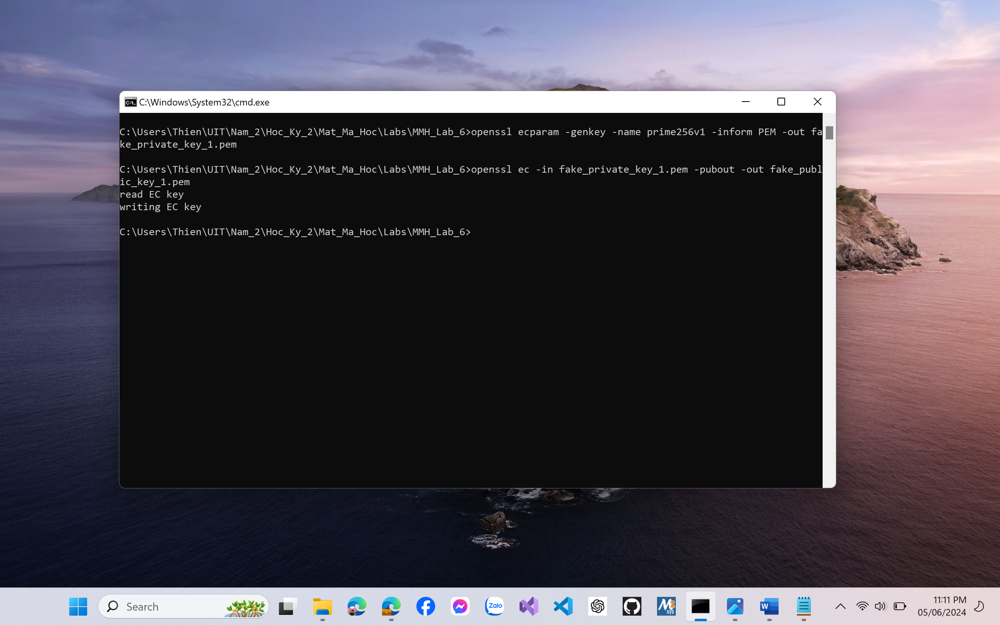 C:\Windows\System32\cmd.exe
C:\Users\Thien\UIT\Nam_2\Hoc_Ky_2\Mat_Ma_Hoc\Labs\MMH_Lab_6>openssl ecparam -genkey -name prime256v1 -inform PEM -out fa
ke_private_key_1.pem
C:\Users\Thien\UIT\Nam_2\Hoc_Ky_2\Mat_Ma_Hoc\Labs\MMH_Lab_6>openssl ec -in fake_private_key_1.pem -pubout -out fake_publ
ic_key_1.pem
read EC key
writing EC key
C:\Users\Thien\UIT\Nam_2\Hoc_Ky_2\Mat_Ma_Hoc\Labs\MMH_Lab_6>
Search
Zalo
M2
sys
W
11:11 PM
05/06/2024